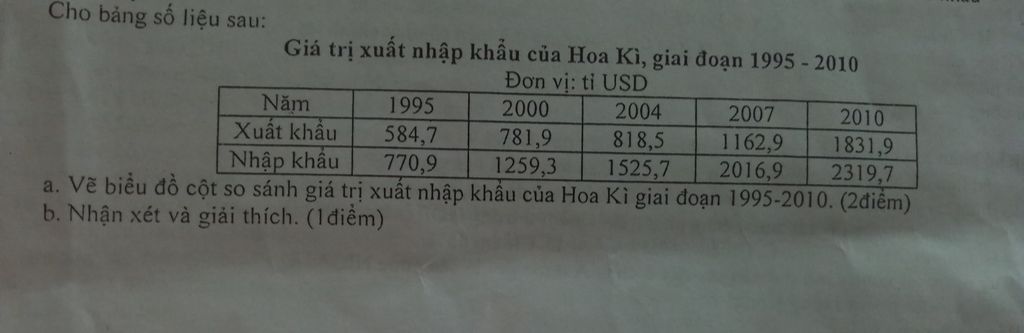 Cho bảng số liệu sau:
Giá trị xuất nhập khẩu của Hoa Kì, giai đoạn 1995 - 2010
Đơn vị: tỉ USD
Năm 1995 2000 2004 2007 2010
Xuất khẩu 584,7 781,9 818,5 1162,9 1831,9
Nhập khẩu 770,9 1259,3 1525,7 2016,9 2319,7
a. Vẽ biểu đồ cột so sánh giá trị xuất nhập khẩu của Hoa Kì giai đoạn 1995-2010. (2điểm)
b. Nhận xét và giải thích. (1điểm)